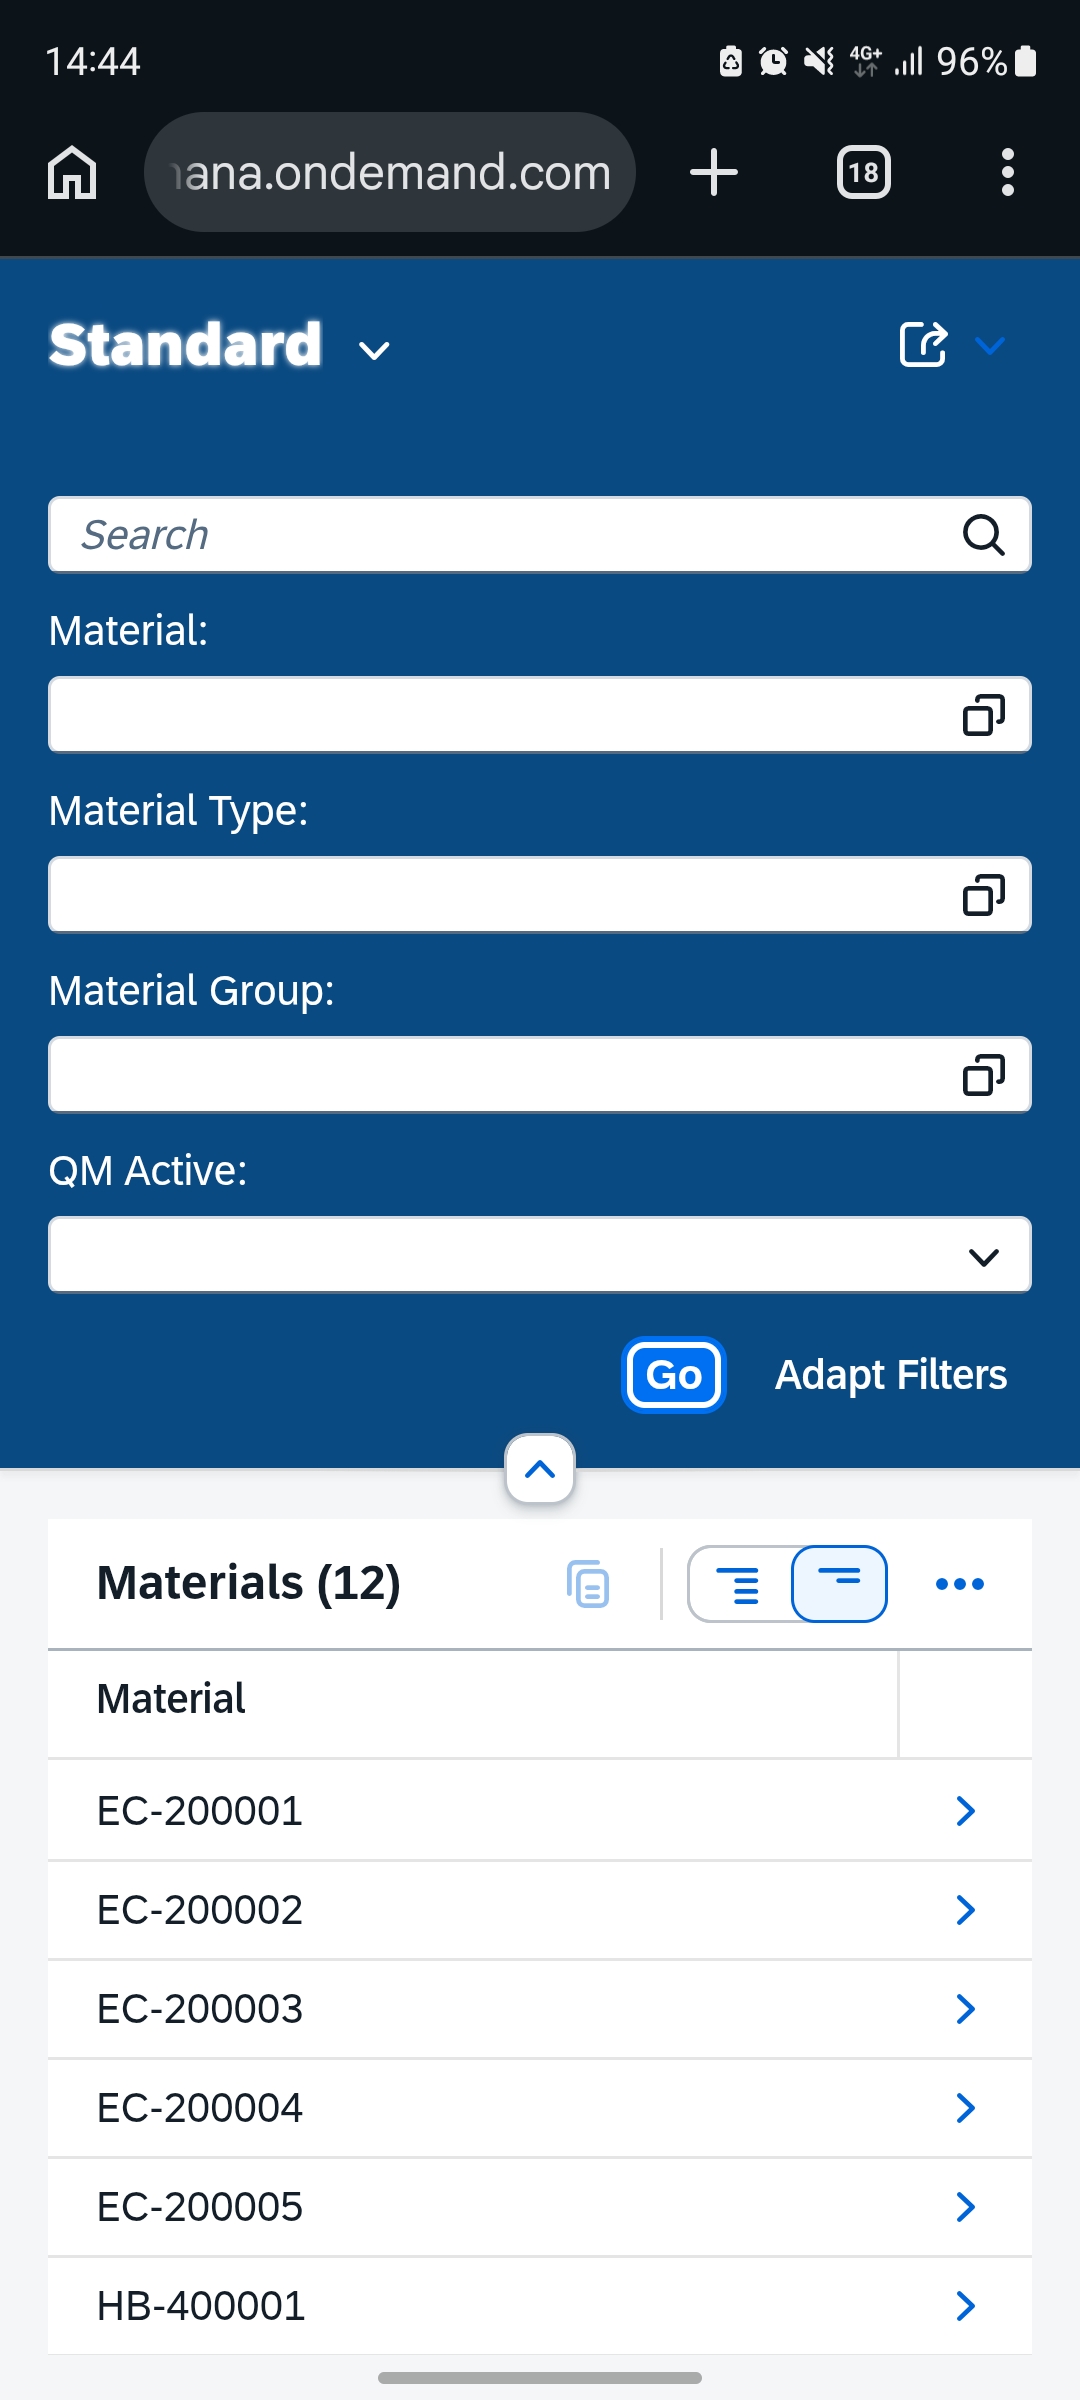 14:44
4G+
96%
ana.ondemand.com
18
Standard
Search
Material:
Material Type:
Material Group:
QM Active:
Go
Adapt Filters
Materials (12)
Material
EC-200001
EC-200002
EC-200003
EC-200004
EC-200005
HB-400001